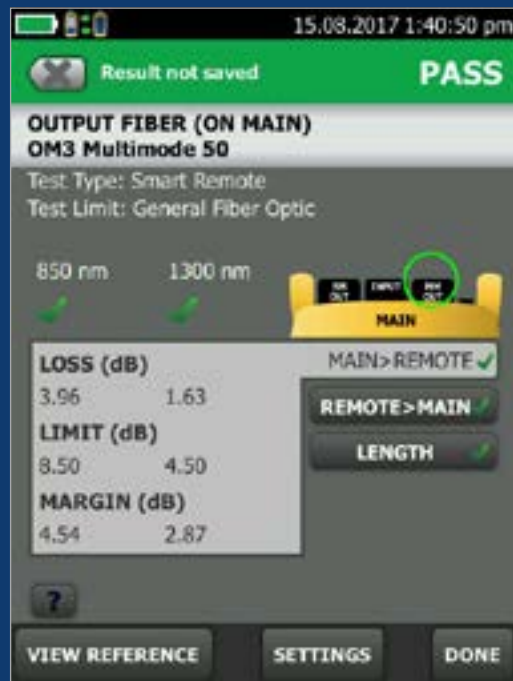 15.08.2017 1:40:50 pm
Result not saved PASS
OUTPUT FIBER (ON MAIN)
OM3 Multimode 50
Test Type: Smart Remote
Test Limit: General Fiber Optic
850 nm 1300 nm
INPUT
MAIN
LOSS (dB) MAIN>REMOTE
3.96 1.63
REMOTE>MAIN
LIMIT (dB)
8.50 4.50
LENGTH
MARGIN (dB)
4.54 2.87
?
VIEW REFERENCE SETTINGS DONE